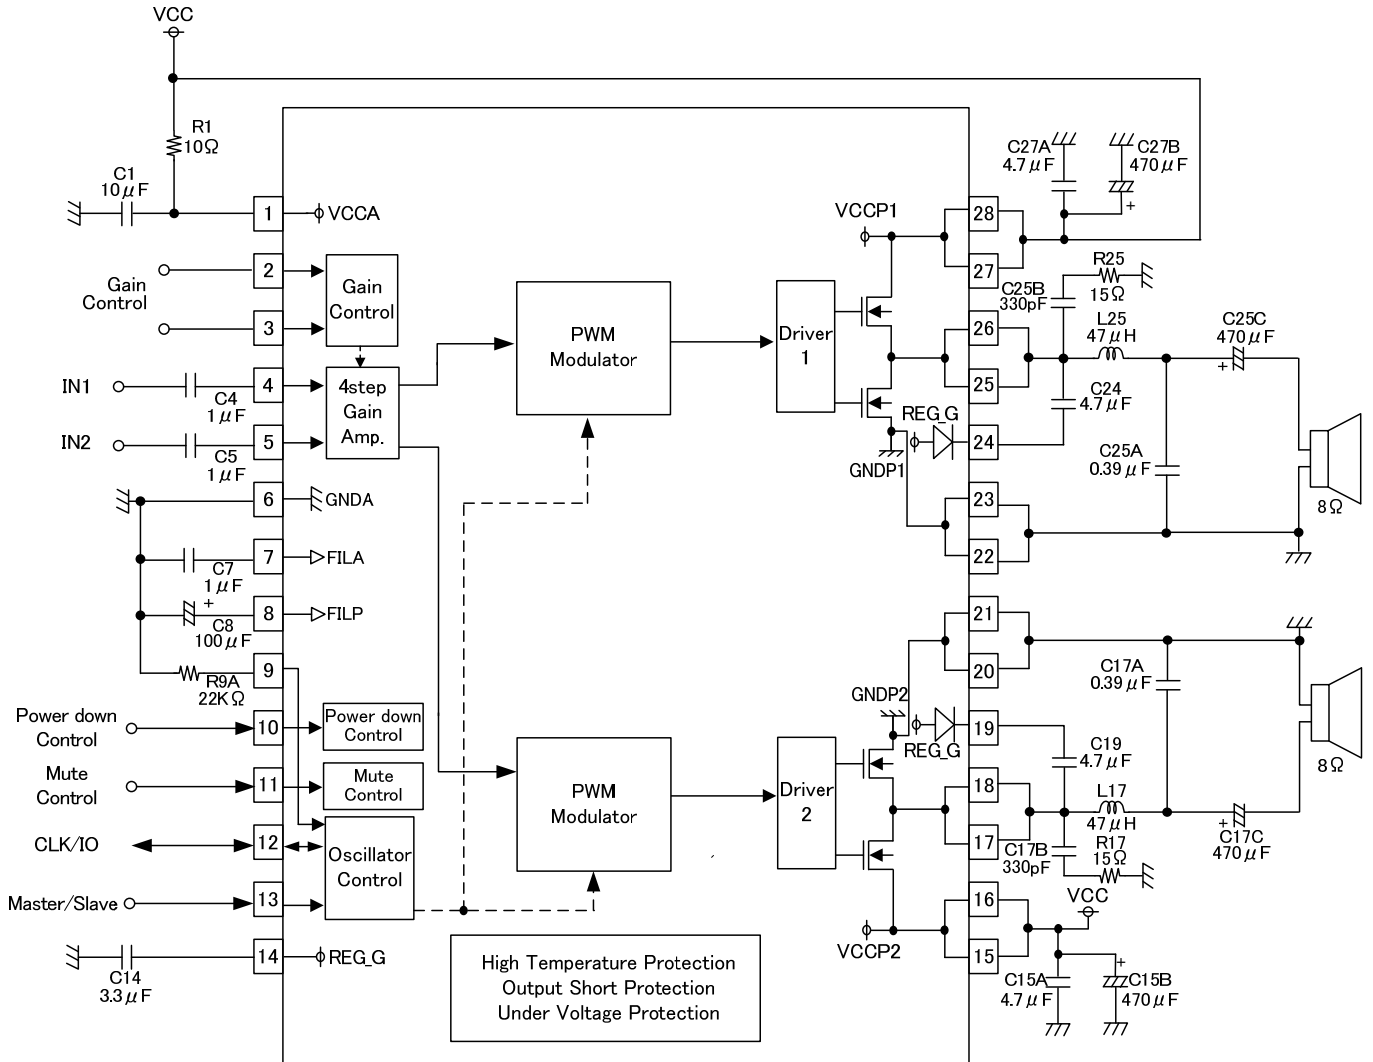 VCC
R1
10Ω
C1
10μF
1
VCCA
2
Gain
Control
3
Gain
Control
IN1
C4
1μF
4
4step
Gain
Amp.
IN2
C5
1μF
5
6
GNDA
C7
1μF
7
FILA
+
C8
100μF
8
FILP
R9A
22KΩ
9
Power down
Control
10
Power down
Control
Mute
Control
11
Mute
Control
CLK/IO
12
Oscillator
Control
Master/Slave
13
C14
3.3μF
14
REG_G
PWM
Modulator
PWM
Modulator
High Temperature Protection
Output Short Protection
Under Voltage Protection
Driver
1
Driver
2
VCCP1
GNDP1
REG_G
GNDP2
REG_G
VCCP2
28
27
26
25
24
23
22
21
20
19
18
17
16
15
C27A
4.7μF
C27B
470μF
+
R25
15Ω
C25B
330pF
L25
47μH
C25C
470μF
+
C24
4.7μF
C25A
0.39μF
8Ω
C17A
0.39μF
C19
4.7μF
L17
47μH
8Ω
+
C17C
470μF
C17B
330pF
R17
15Ω
VCC
C15A
4.7μF
+
C15B
470μF